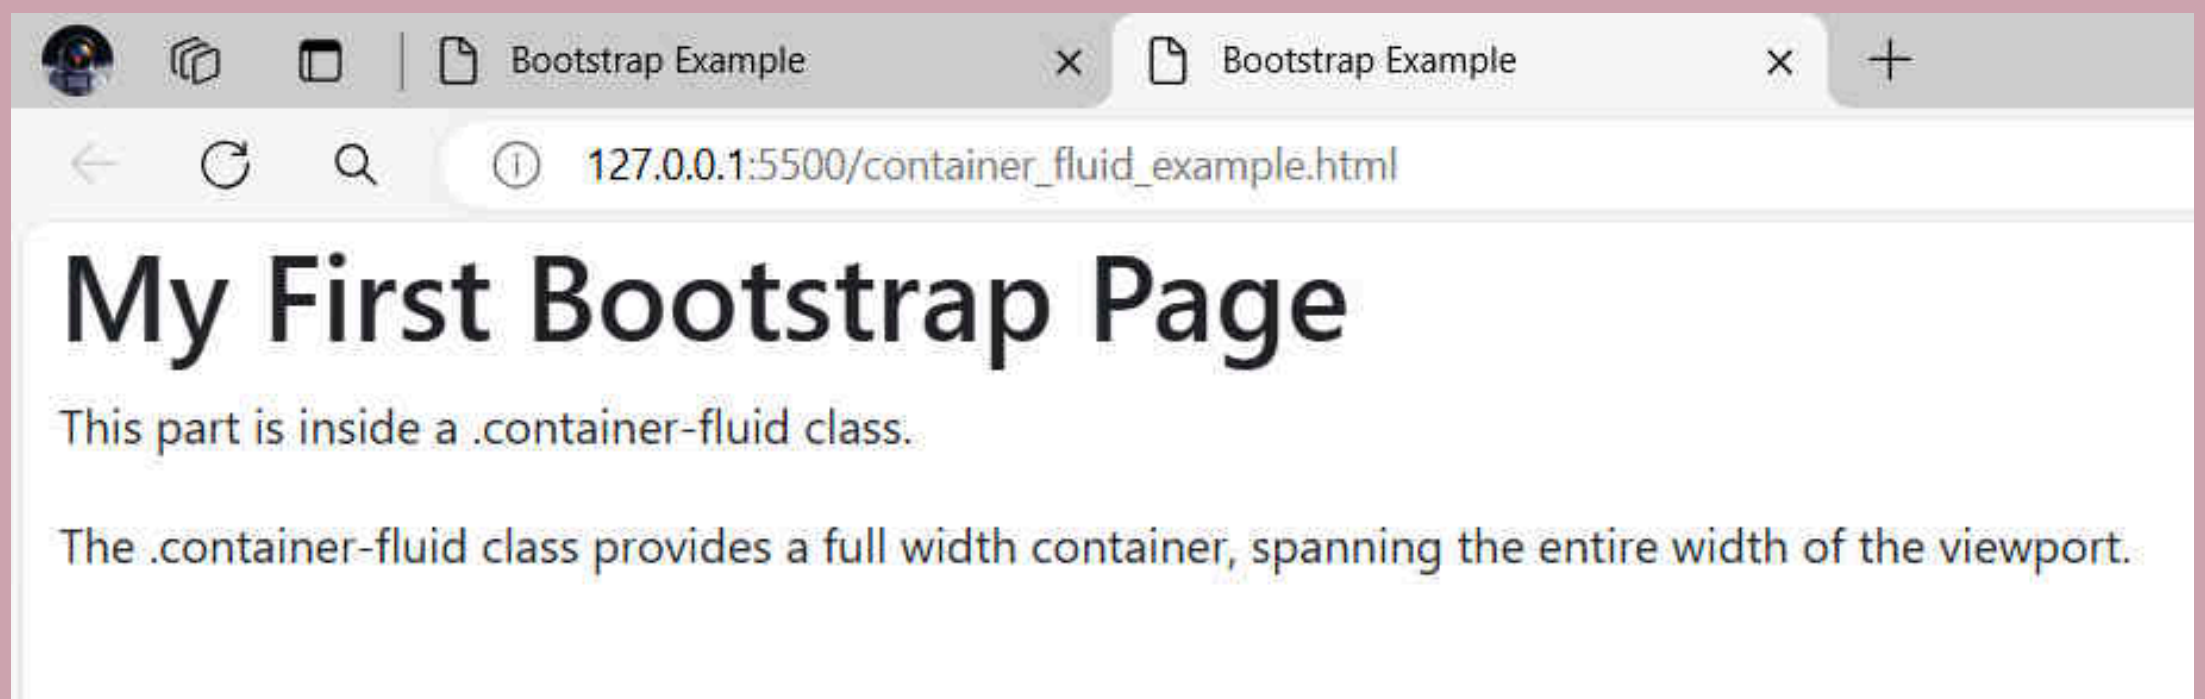 Bootstrap Example
Bootstrap Example
127.0.0.1:5500/container_fluid_example.html
My First Bootstrap Page
This part is inside a .container-fluid class.
The .container-fluid class provides a full width container, spanning the entire width of the viewport.